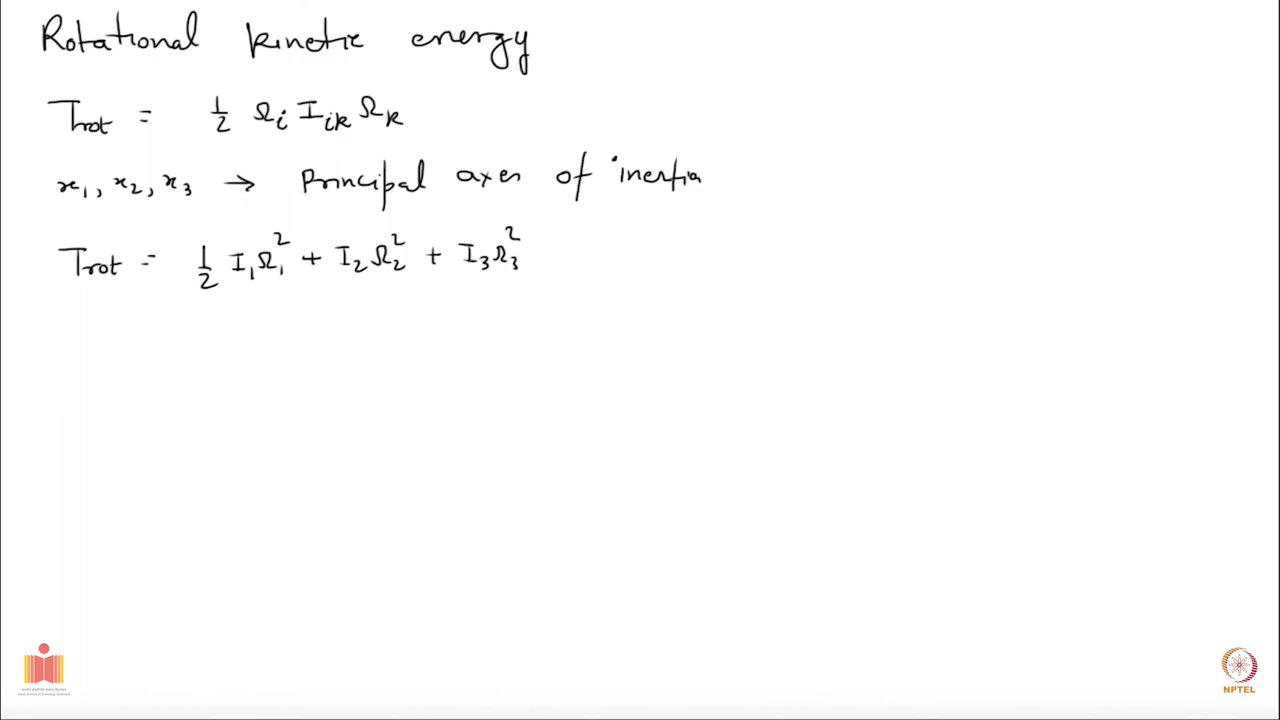 Rotational kinetic energy
Trot = 1/2 Ωi Iik Ωk
x1, x2, x3 → Principal axes of inertia
Trot = 1/2 I1Ω1² + I2Ω2² + I3Ω3²
NPTEL